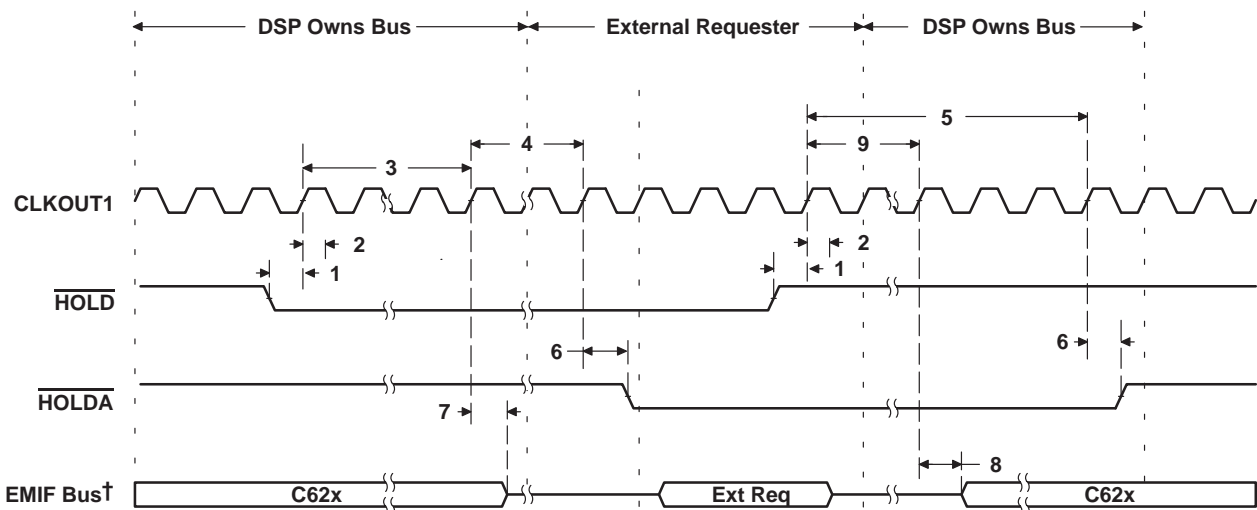 DSP Owns Bus External Requester DSP Owns Bus
5
4 9
3
CLKOUT1
2 2
1 1
HOLD
6 6
HOLDA
7
8
EMIF Bus† C62x Ext Req C62x